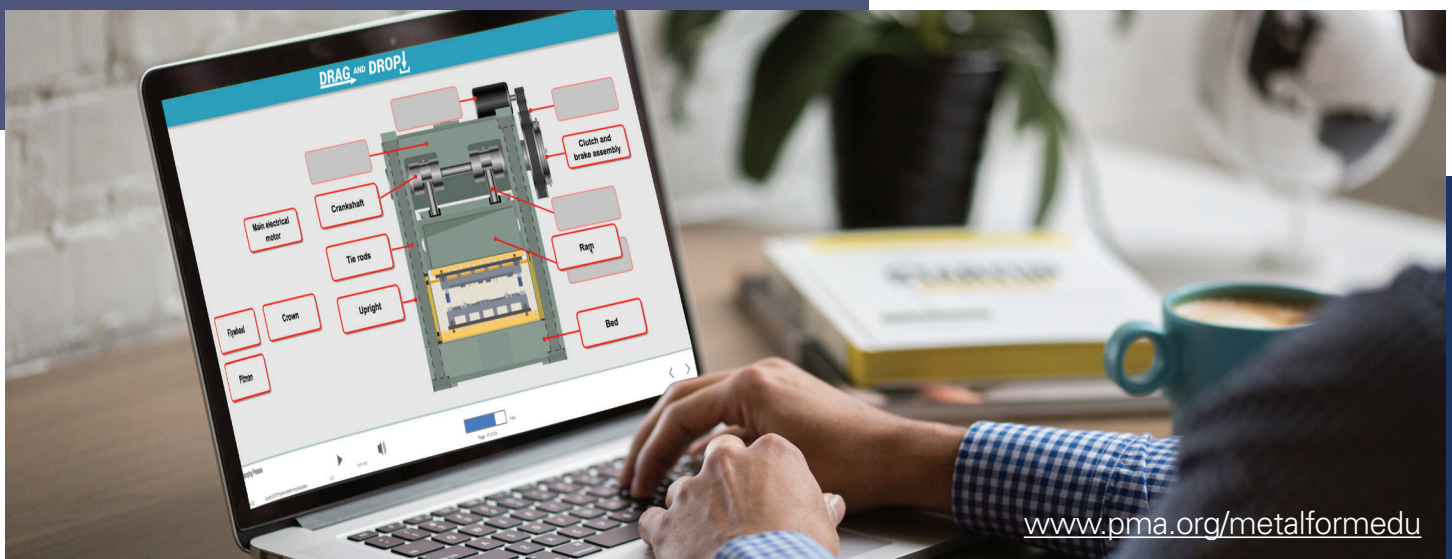 DRAG AND DROP
Clutch and
brake assembly
Crankshaft
Main electrical
motor
Tie rods
Ram
Upright
Crown
Flywheel
Pitman
Bed
www.pma.org/metalformedu